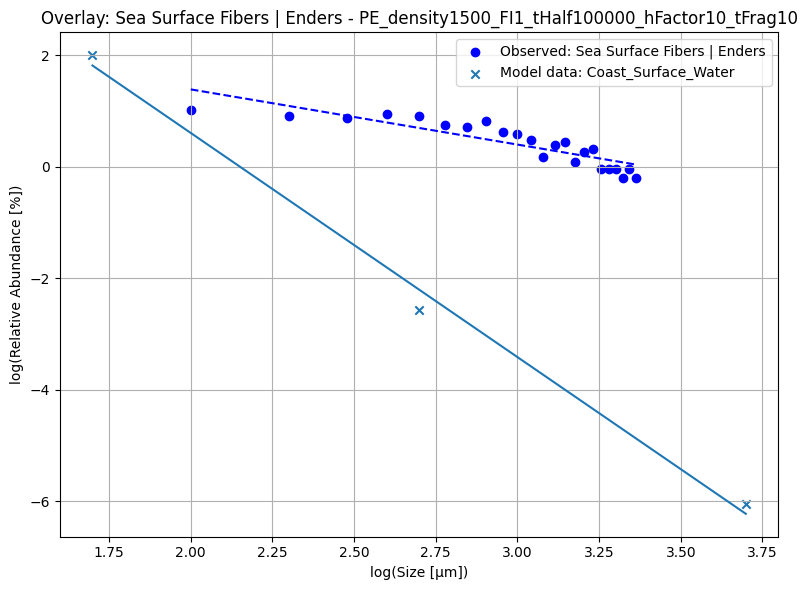 Overlay: Sea Surface Fibers | Enders - PE_density1500_FI1_tHalf100000_hFactor10_tFrag10
Observed: Sea Surface Fibers | Enders
Model data: Coast_Surface_Water
log(Relative Abundance [%])
2
0
−2
−4
−6
1.75
2.00
2.25
2.50
2.75
3.00
3.25
3.50
3.75
log(Size [μm])